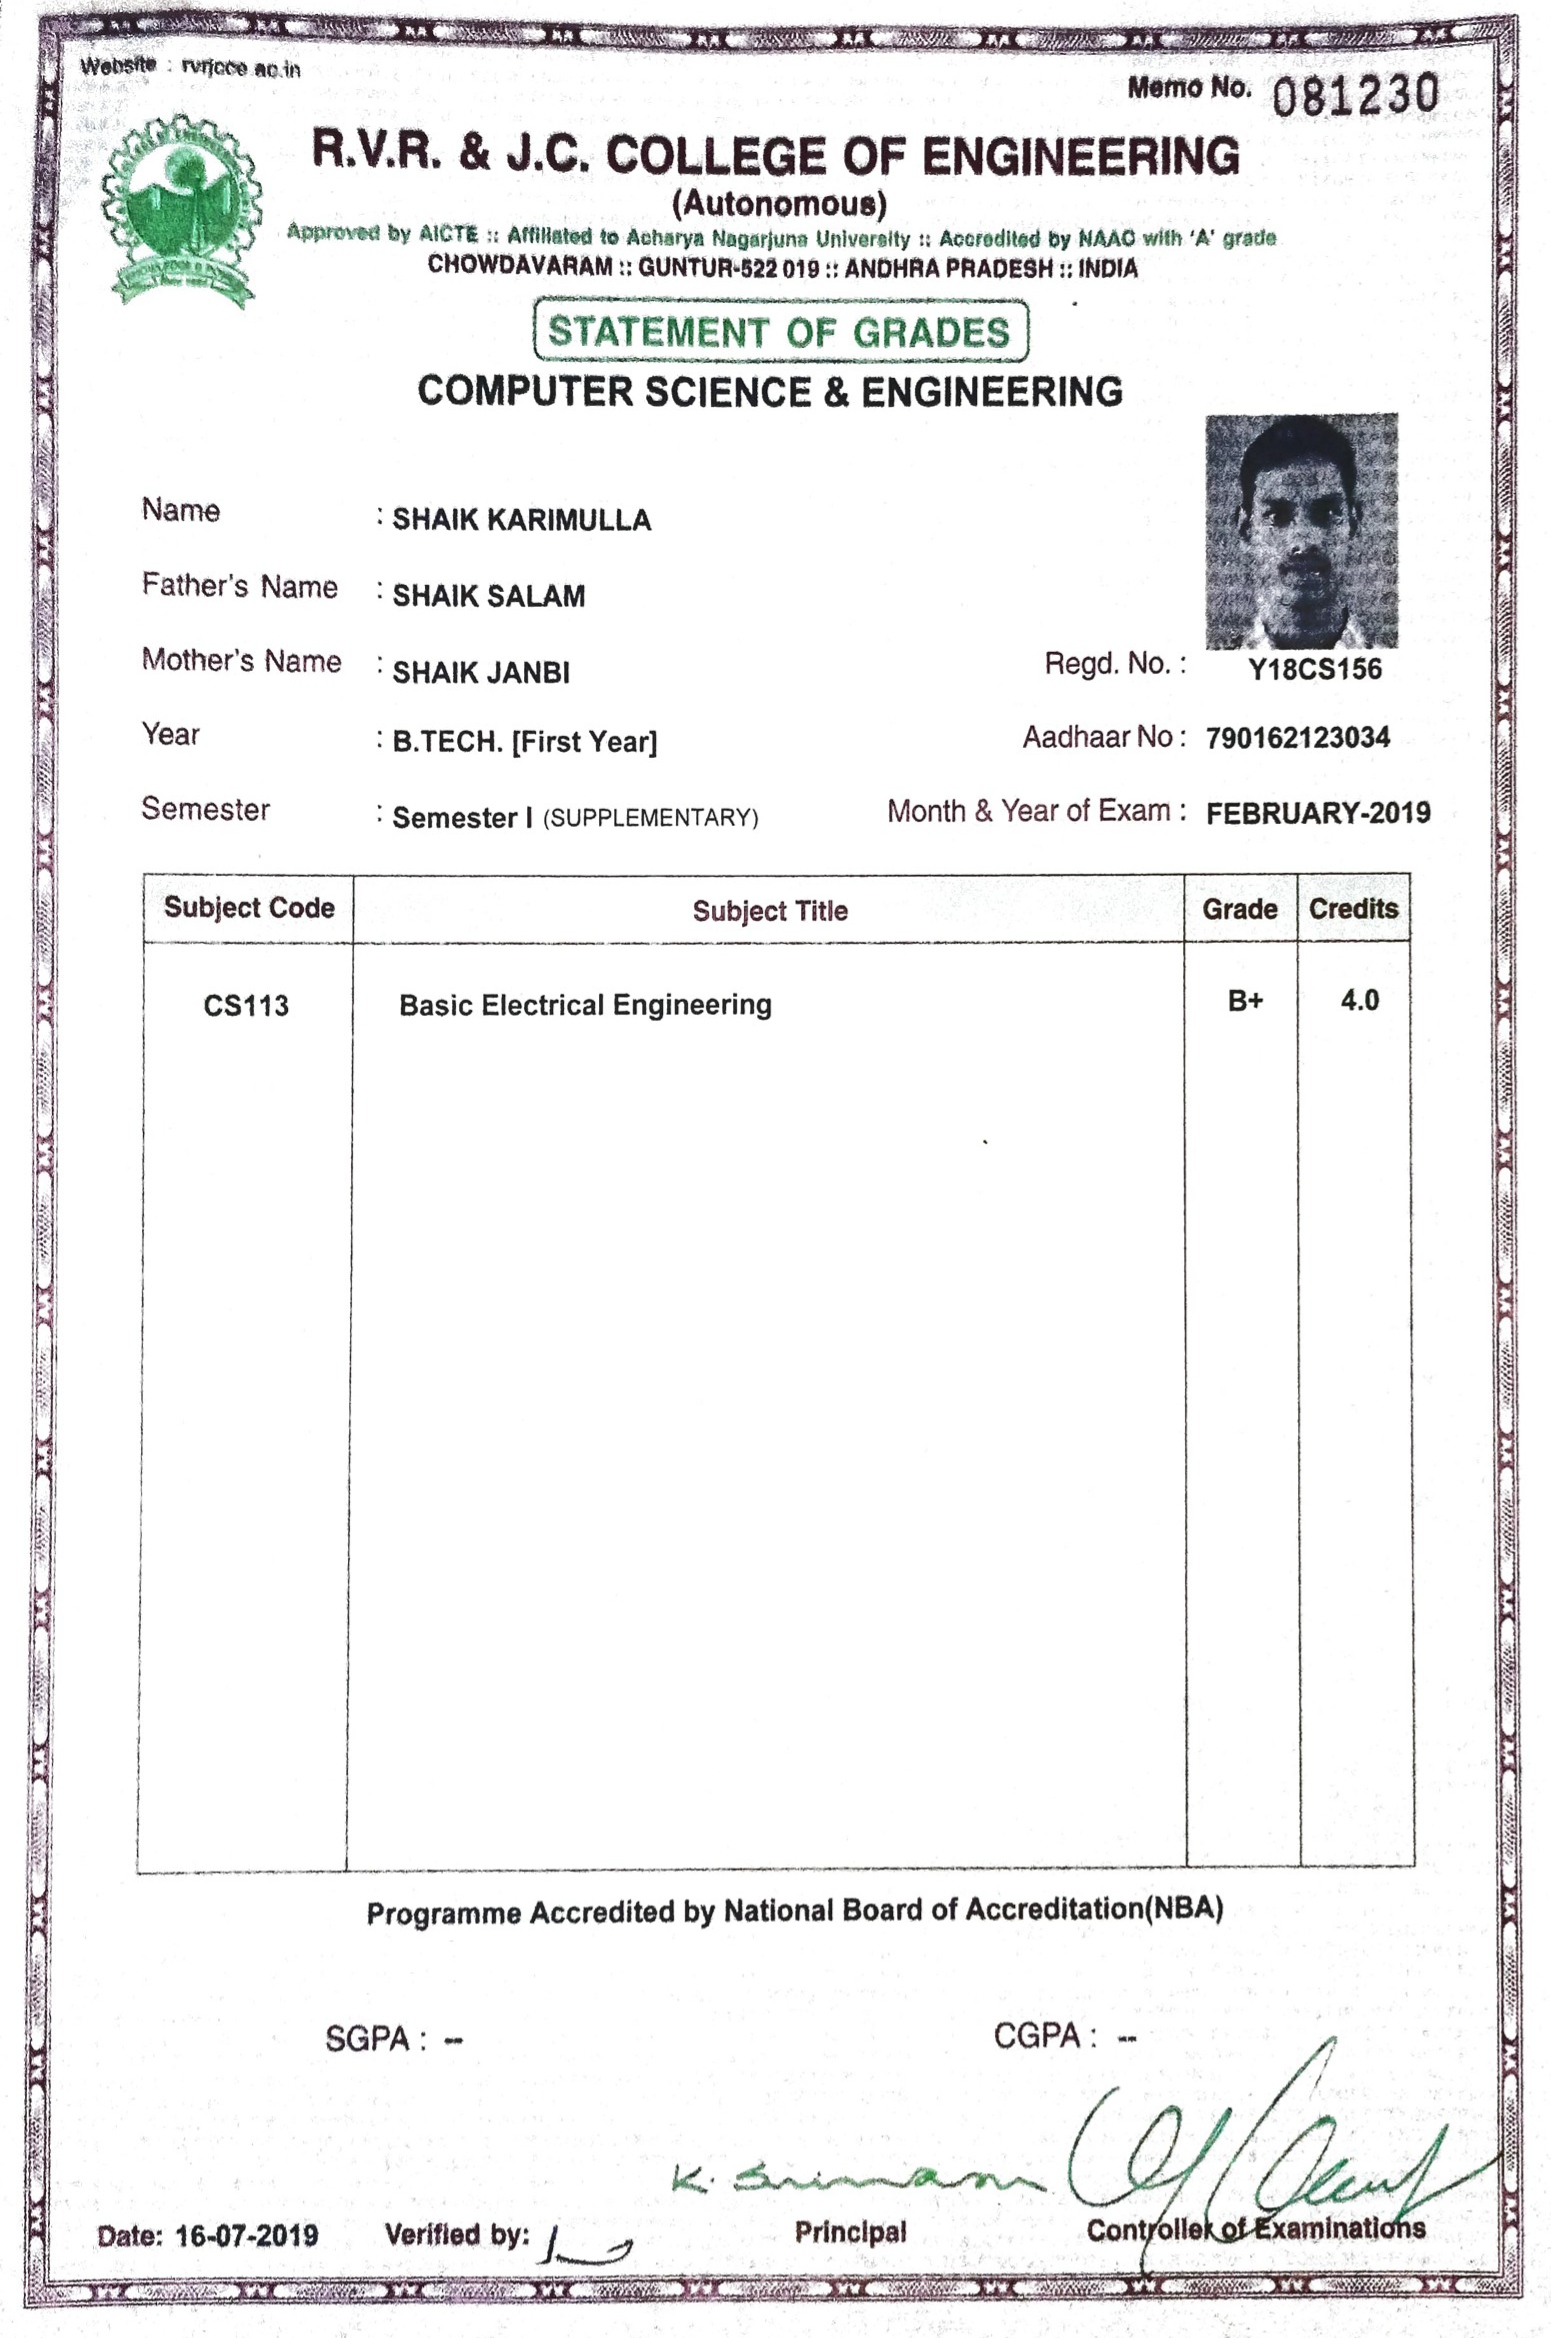 Website : rvrjcce.ac.in
Memo No. 081230
R.V.R. & J.C. COLLEGE OF ENGINEERING
(Autonomous)
Approved by AICTE :: Affiliated to Acharya Nagarjuna University :: Accredited by NAAC with 'A' grade
CHOWDAVARAM :: GUNTUR-522 019 :: ANDHRA PRADESH :: INDIA
STATEMENT OF GRADES
COMPUTER SCIENCE & ENGINEERING
Name : SHAIK KARIMULLA
Father's Name : SHAIK SALAM
Mother's Name : SHAIK JANBI Regd. No. : Y18CS156
Year : B.TECH. [First Year] Aadhaar No : 790162123034
Semester : Semester I (SUPPLEMENTARY) Month & Year of Exam : FEBRUARY-2019
Subject Code Subject Title Grade Credits
CS113 Basic Electrical Engineering B+ 4.0
Programme Accredited by National Board of Accreditation(NBA)
SGPA : -- CGPA : --
Date: 16-07-2019 Verified by: Principal Controller of Examinations